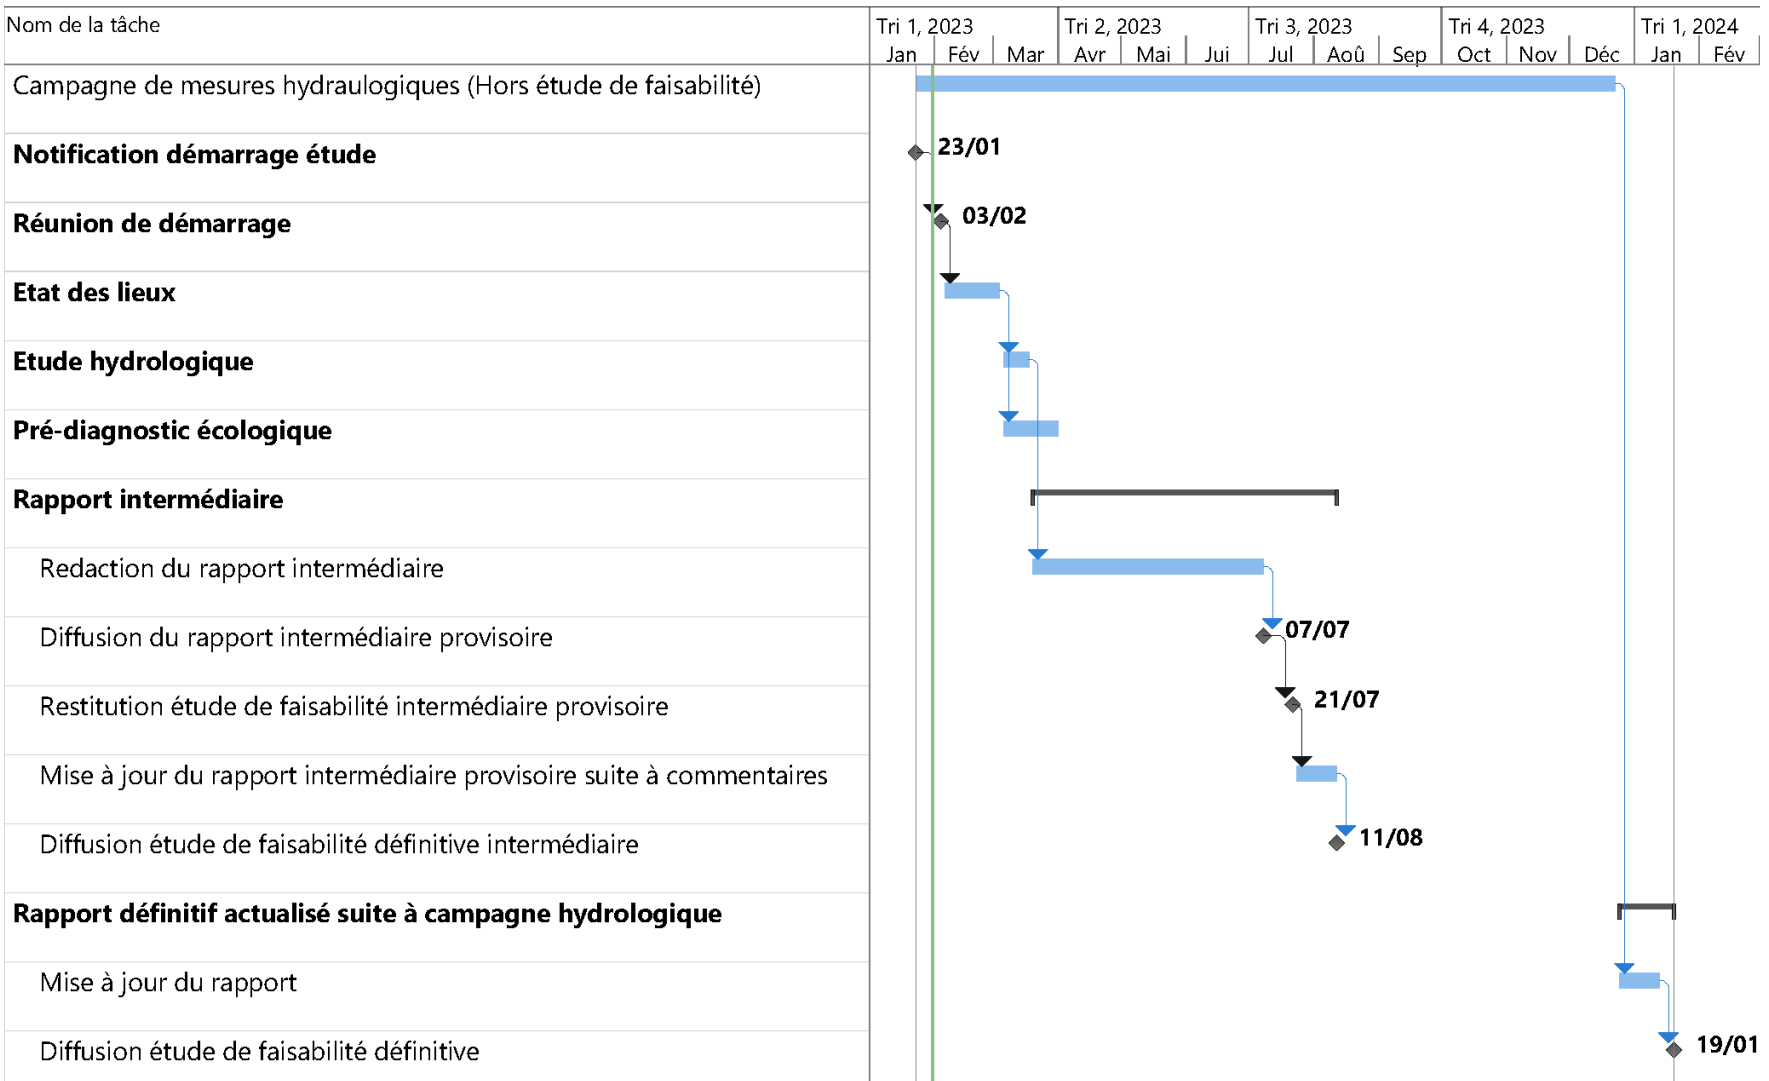 Nom de la tâche
Tri 1, 2023 Tri 2, 2023 Tri 3, 2023 Tri 4, 2023 Tri 1, 2024
Jan Fév Mar Avr Mai Jui Jul Aoû Sep Oct Nov Déc Jan Fév
Campagne de mesures hydraulogiques (Hors étude de faisabilité)
Notification démarrage étude 23/01
Réunion de démarrage 03/02
Etat des lieux
Etude hydrologique
Pré-diagnostic écologique
Rapport intermédiaire
Redaction du rapport intermédiaire
Diffusion du rapport intermédiaire provisoire 07/07
Restitution étude de faisabilité intermédiaire provisoire 21/07
Mise à jour du rapport intermédiaire provisoire suite à commentaires
Diffusion étude de faisabilité définitive intermédiaire 11/08
Rapport définitif actualisé suite à campagne hydrologique
Mise à jour du rapport
Diffusion étude de faisabilité définitive 19/01